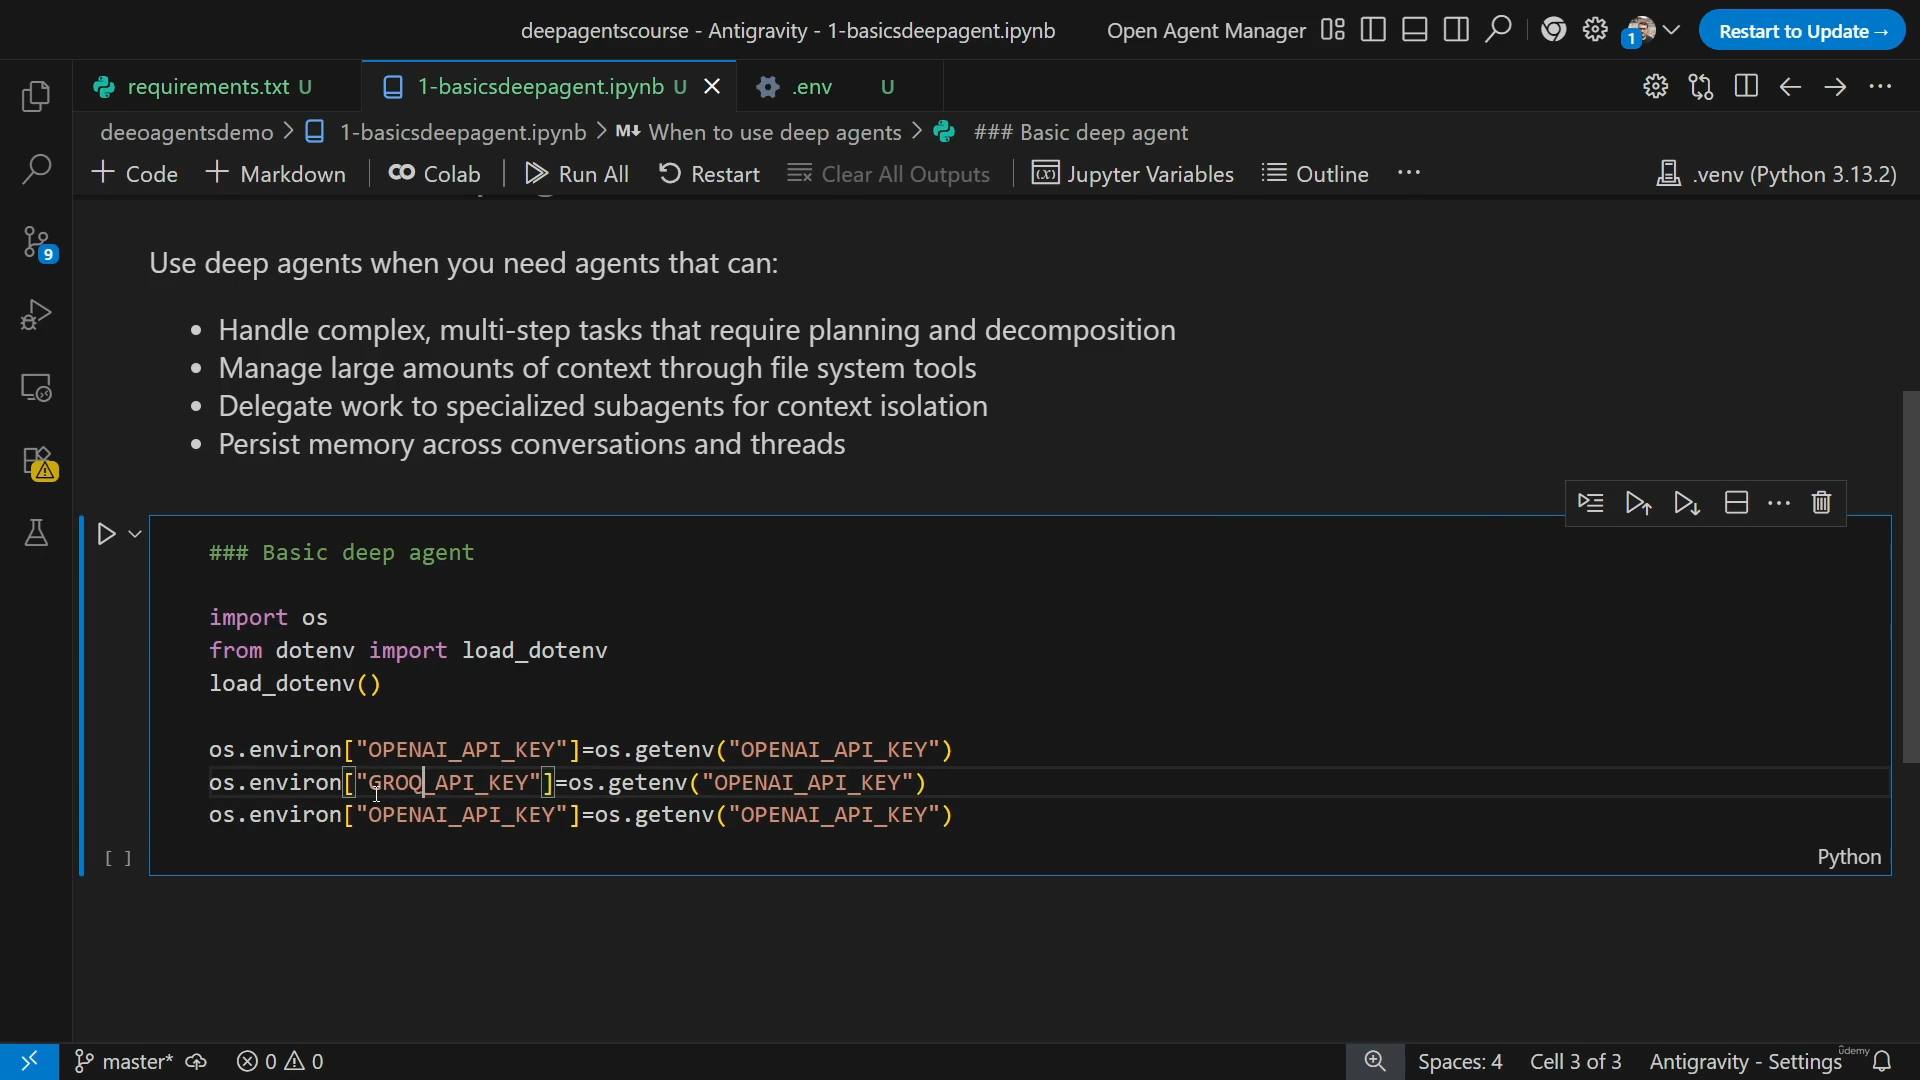 deepagentscourse - Antigravity - 1-basicsdeepagent.ipynb
Open Agent Manager
1
Restart to Update→
requirements.txt U
1-basicsdeepagent.ipynb U
.env U
deeoagentsdemo > 1-basicsdeepagent.ipynb > M↓ When to use deep agents > ### Basic deep agent
+ Code
+ Markdown
Colab
Run All
Restart
Clear All Outputs
Jupyter Variables
Outline
...
.venv (Python 3.13.2)
9
Use deep agents when you need agents that can:
• Handle complex, multi-step tasks that require planning and decomposition
• Manage large amounts of context through file system tools
• Delegate work to specialized subagents for context isolation
• Persist memory across conversations and threads
### Basic deep agent
import os
from dotenv import load_dotenv
load_dotenv()
os.environ["OPENAI_API_KEY"]=os.getenv("OPENAI_API_KEY")
os.environ["GROQ_API_KEY"]=os.getenv("OPENAI_API_KEY")
os.environ["OPENAI_API_KEY"]=os.getenv("OPENAI_API_KEY")
[ ]
Python
master*
0
0
Spaces: 4
Cell 3 of 3
Antigravity - Settings
ûdemy